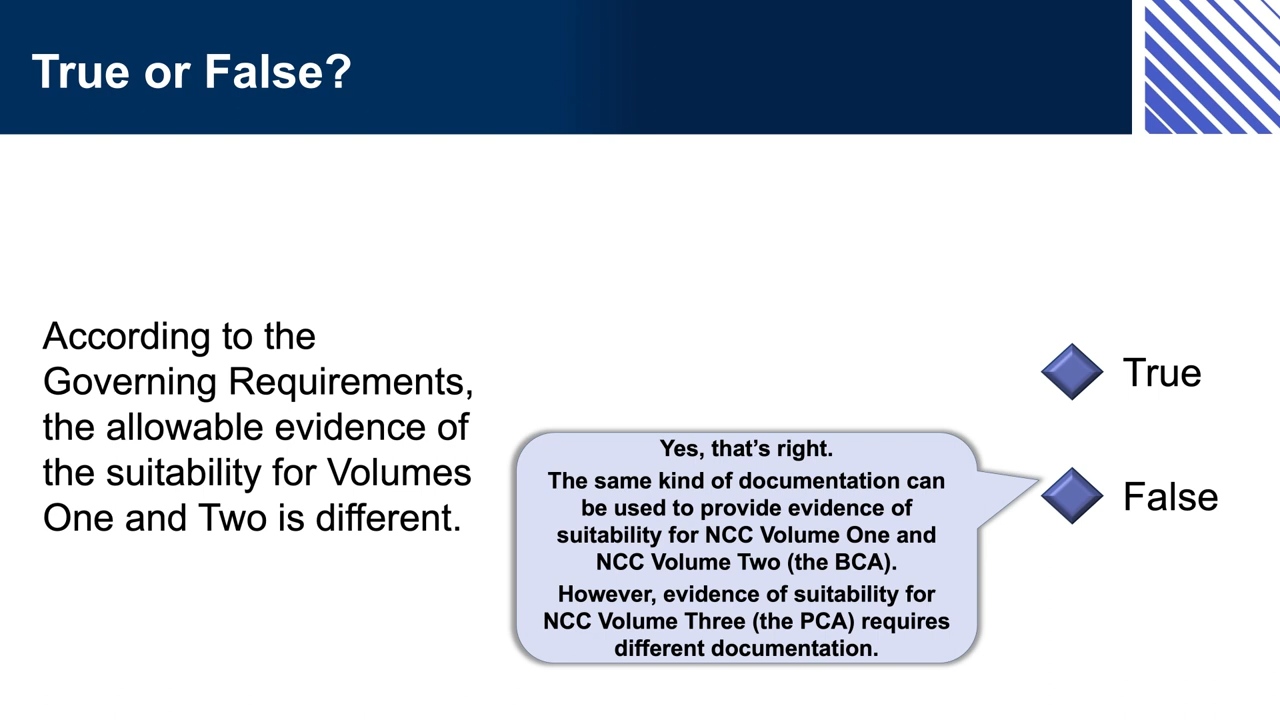 True or False?
According to the
Governing Requirements,
the allowable evidence of
the suitability for Volumes
One and Two is different.
Yes, that’s right.
The same kind of documentation can
be used to provide evidence of
suitability for NCC Volume One and
NCC Volume Two (the BCA).
However, evidence of suitability for
NCC Volume Three (the PCA) requires
different documentation.
True
False